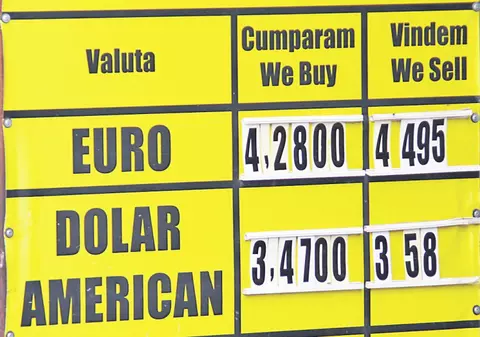 Valuta
Cumparam
We Buy
Vindem
We Sell
EURO
4,2800
4 495
DOLAR
AMERICAN
3,4700
3 58